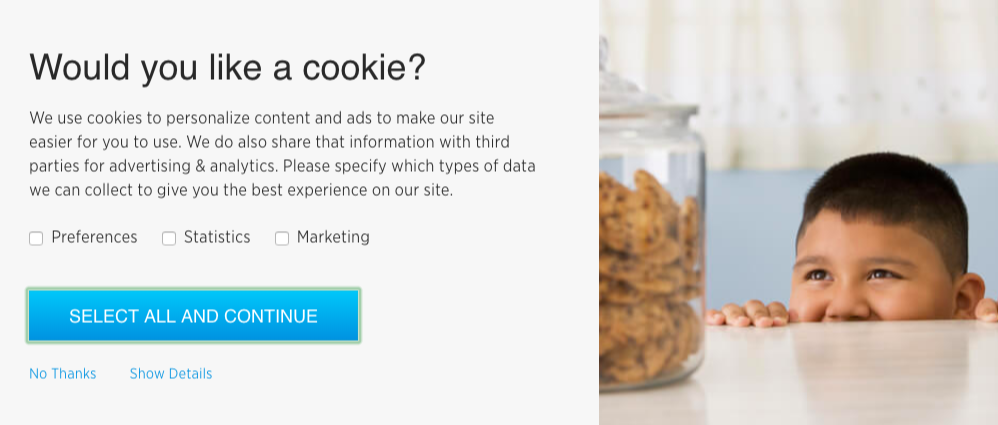 Would you like a cookie?
We use cookies to personalize content and ads to make our site
easier for you to use. We do also share that information with third
parties for advertising & analytics. Please specify which types of data
we can collect to give you the best experience on our site.
Preferences Statistics Marketing
SELECT ALL AND CONTINUE
No Thanks Show Details